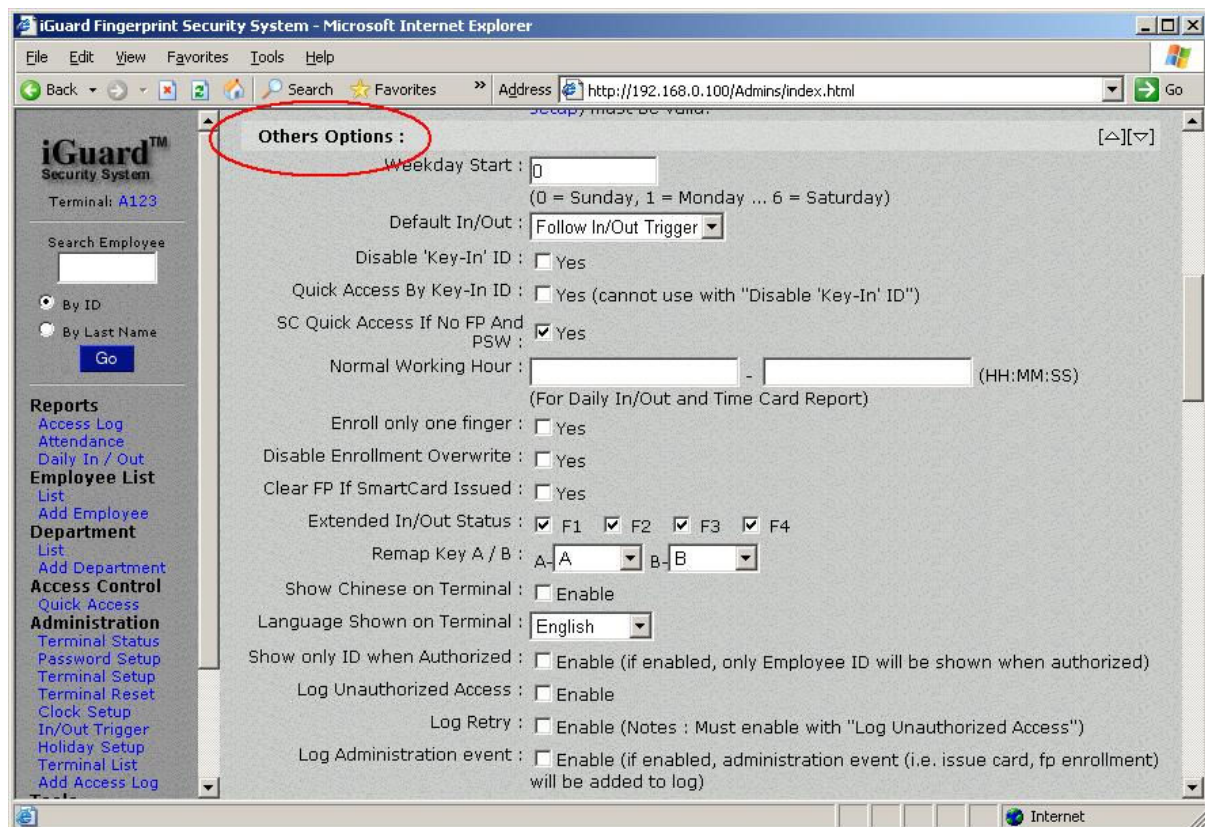 iGuard Fingerprint Security System - Microsoft Internet Explorer
File Edit View Favorites Tools Help
Back Search Favorites » Address http://192.168.0.100/Admins/index.html Go
iGuard™
Security System
Terminal: A123
Search Employee
By ID
By Last Name
Go
Reports
Access Log
Attendance
Daily In / Out
Employee List
List
Add Employee
Department
List
Add Department
Access Control
Quick Access
Administration
Terminal Status
Password Setup
Terminal Setup
Terminal Reset
Clock Setup
In/Out Trigger
Holiday Setup
Terminal List
Add Access Log
Tools
Setup) must be valid.
Others Options : [△][▽]
Weekday Start : 0
(0 = Sunday, 1 = Monday ... 6 = Saturday)
Default In/Out : Follow In/Out Trigger
Disable 'Key-In' ID : Yes
Quick Access By Key-In ID : Yes (cannot use with "Disable 'Key-In' ID")
SC Quick Access If No FP And
PSW : Yes
Normal Working Hour : - (HH:MM:SS)
(For Daily In/Out and Time Card Report)
Enroll only one finger : Yes
Disable Enrollment Overwrite : Yes
Clear FP If SmartCard Issued : Yes
Extended In/Out Status : F1 F2 F3 F4
Remap Key A / B : A- A B- B
Show Chinese on Terminal : Enable
Language Shown on Terminal : English
Show only ID when Authorized : Enable (if enabled, only Employee ID will be shown when authorized)
Log Unauthorized Access : Enable
Log Retry : Enable (Notes : Must enable with "Log Unauthorized Access")
Log Administration event : Enable (if enabled, administration event (i.e. issue card, fp enrollment)
will be added to log)
Internet